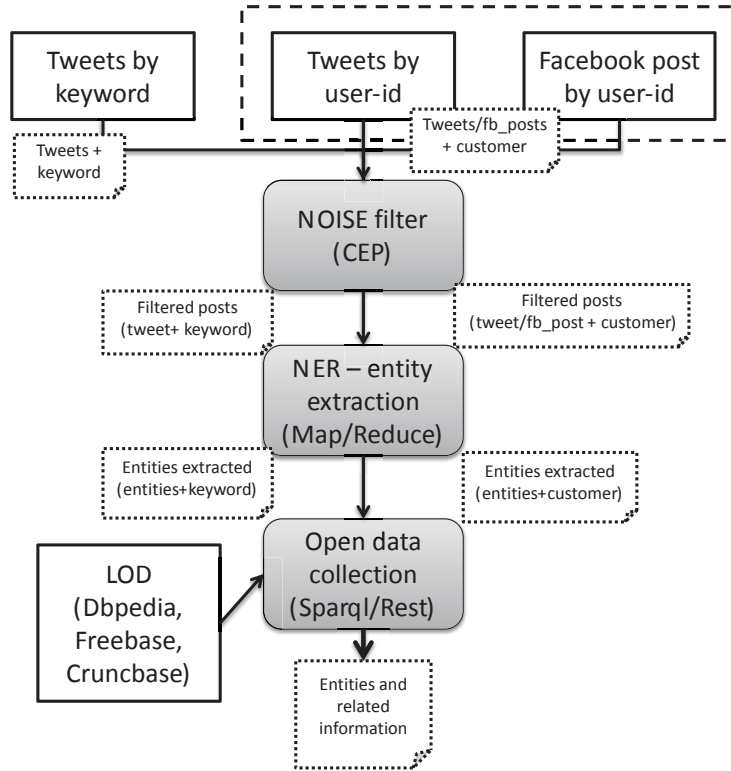 Tweets by
keyword
Tweets by
user-id
Facebook post
by user-id
Tweets +
keyword
Tweets/fb_posts
+ customer
NOISE filter
(CEP)
Filtered posts
(tweet+ keyword)
Filtered posts
(tweet/fb_post + customer)
NER – entity
extraction
(Map/Reduce)
Entities extracted
(entities+keyword)
Entities extracted
(entities+customer)
Open data
collection
(Sparql/Rest)
LOD
(Dbpedia,
Freebase,
Cruncbase)
Entities and
related
information